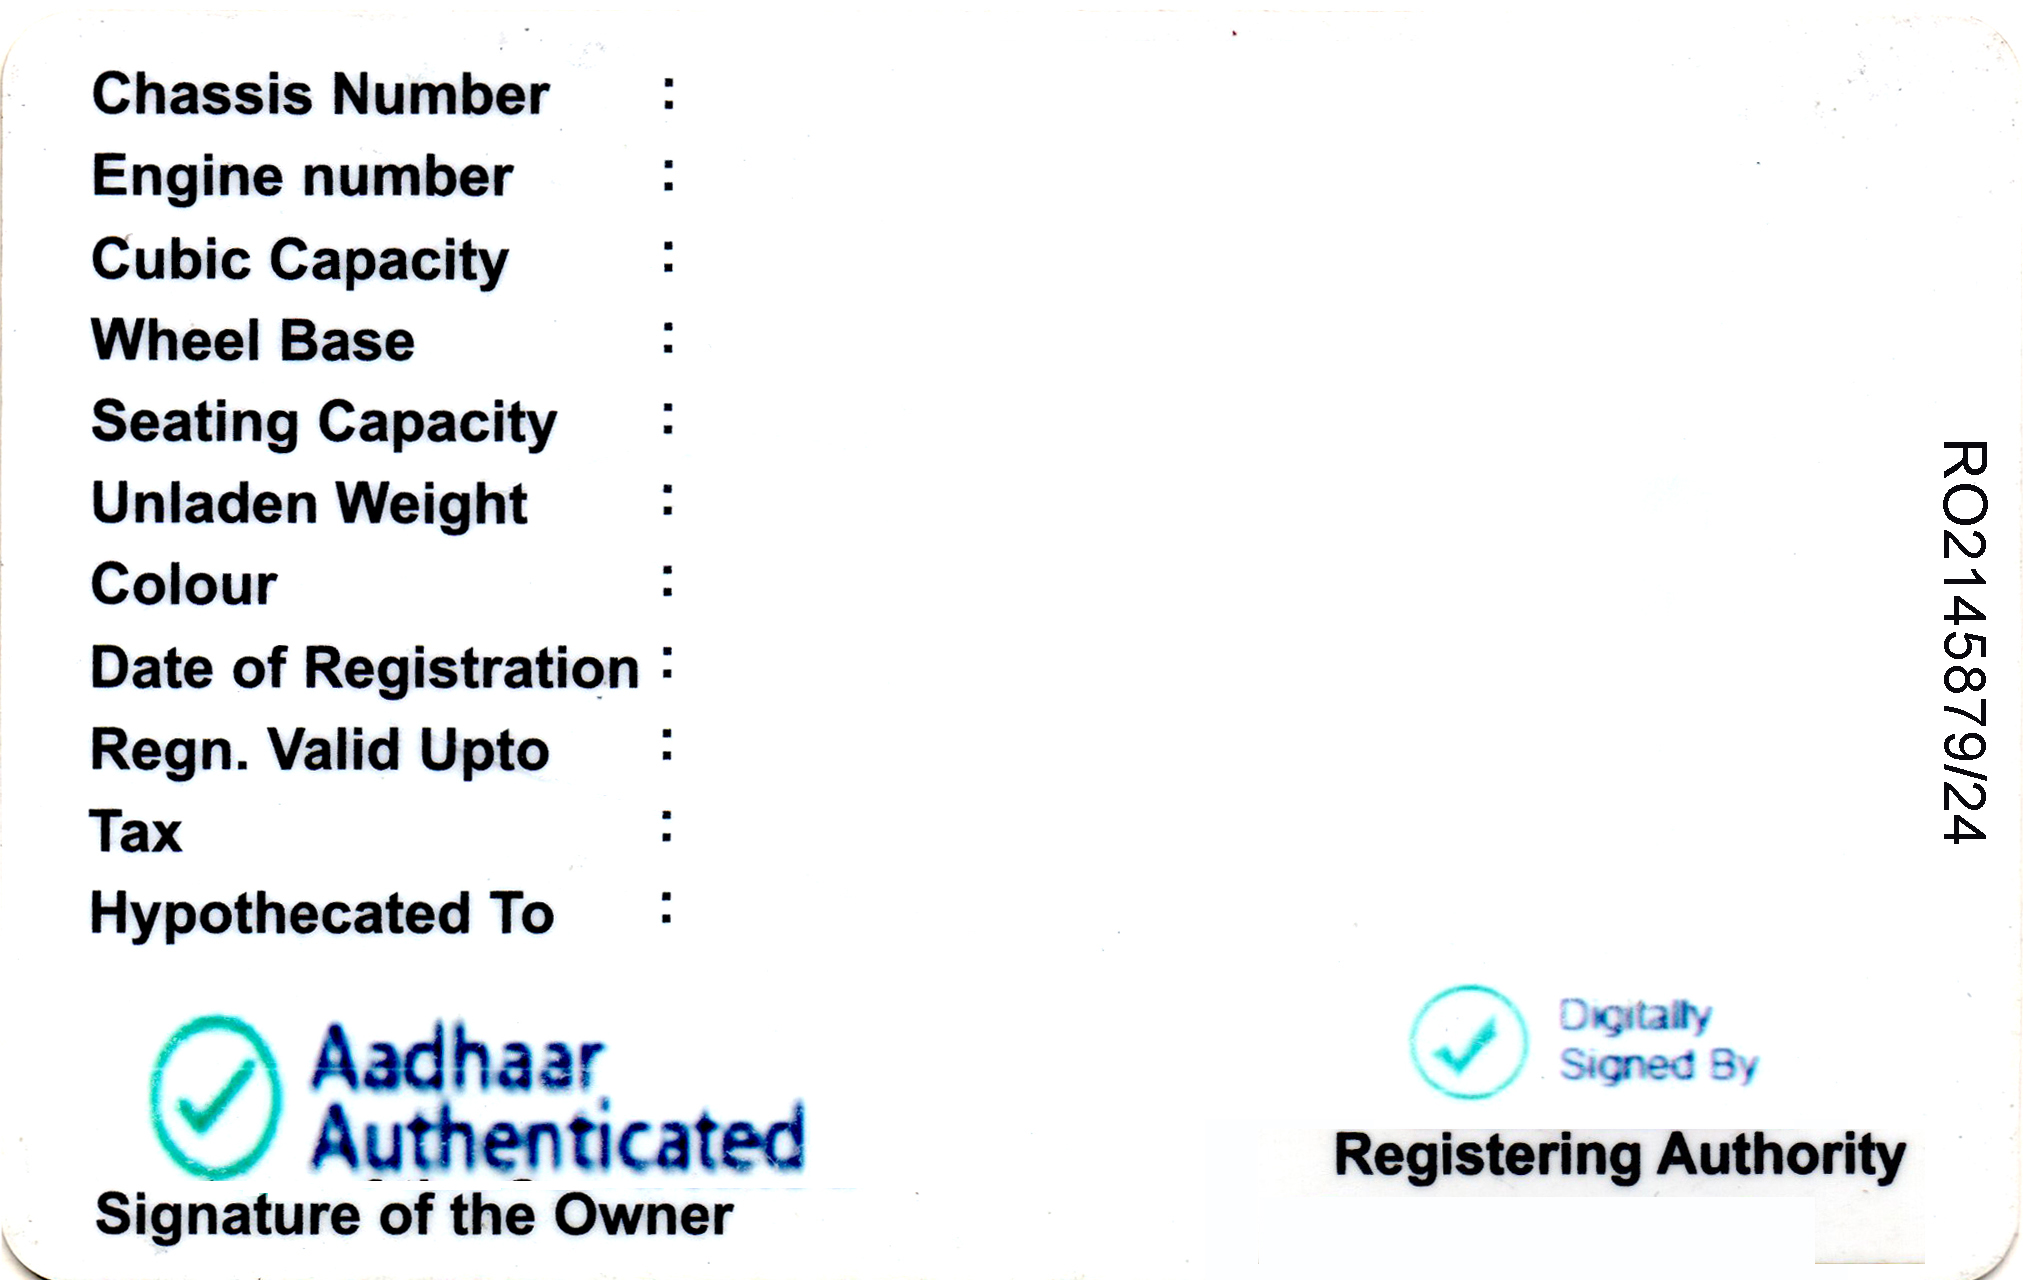 Chassis Number :
Engine number :
Cubic Capacity :
Wheel Base :
Seating Capacity :
Unladen Weight :
Colour :
Date of Registration :
Regn. Valid Upto :
Tax :
Hypothecated To :
RO2145879/24
Aadhaar
Authenticated
Signature of the Owner
Digitally
Signed By
Registering Authority